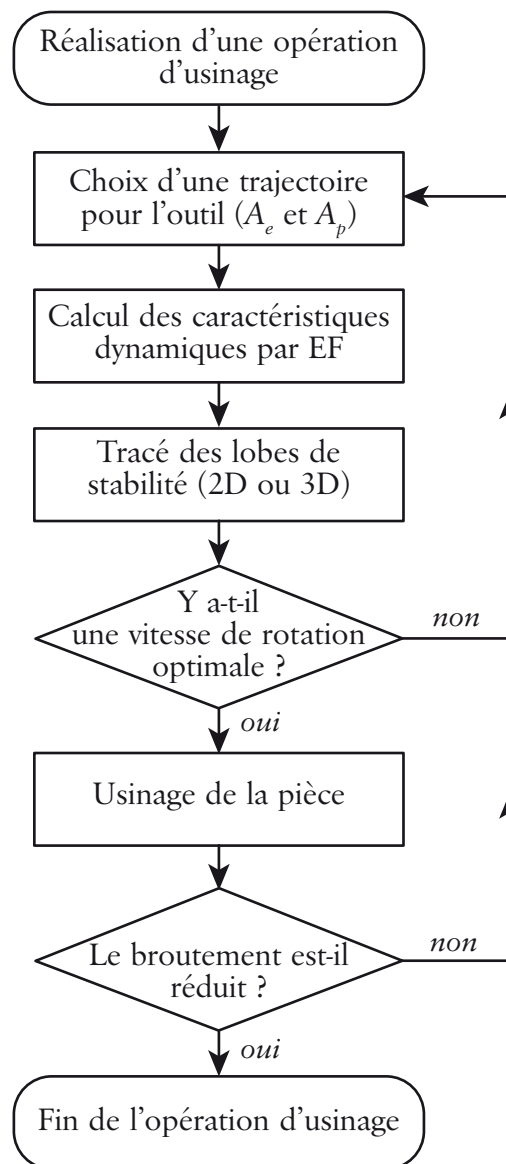 Réalisation d’une opération
d’usinage
Choix d’une trajectoire
pour l’outil (Ae et Ap)
Calcul des caractéristiques
dynamiques par EF
Tracé des lobes de
stabilité (2D ou 3D)
Y a-t-il
une vitesse de rotation
optimale ?
non
oui
Usinage de la pièce
Le broutement est-il
réduit ?
non
oui
Fin de l’opération d’usinage